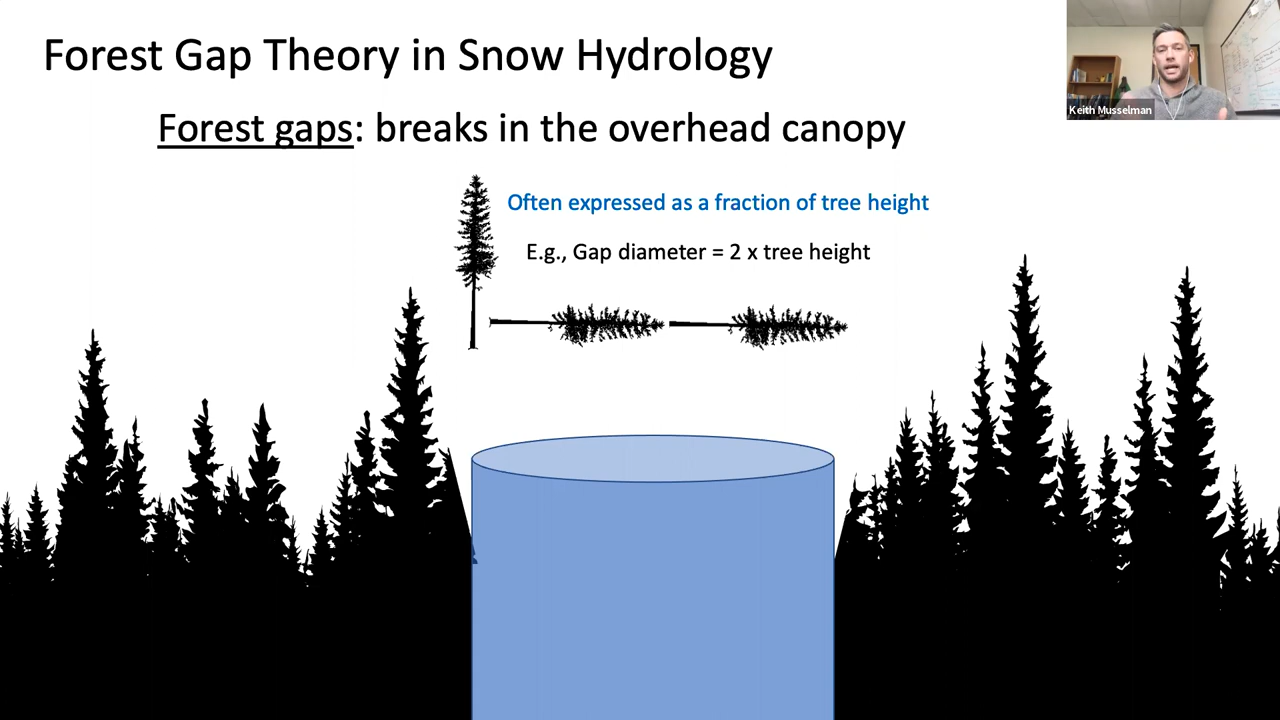 Forest Gap Theory in Snow Hydrology
Keith Musselman
Forest gaps: breaks in the overhead canopy
Often expressed as a fraction of tree height
E.g., Gap diameter = 2 x tree height